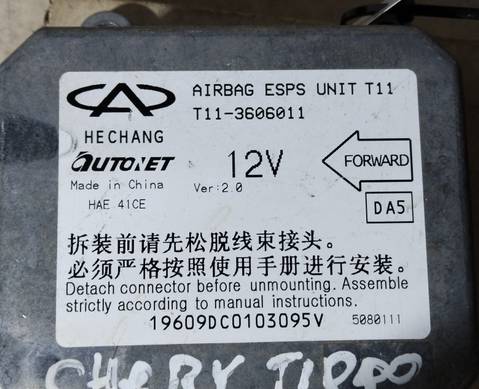 AIRBAG ESPS UNIT T11
T11-3606011
HECHANG
AUTONET
12V
FORWARD
Made in China
Ver:2.0
HAE 41CE
DA5
拆装前请先松脱线束接头。
必须严格按照使用手册进行安装。
Detach connector before unmounting. Assemble
strictly according to manual instructions.
19609DC0103095V
5080111
CHERY TIGGO